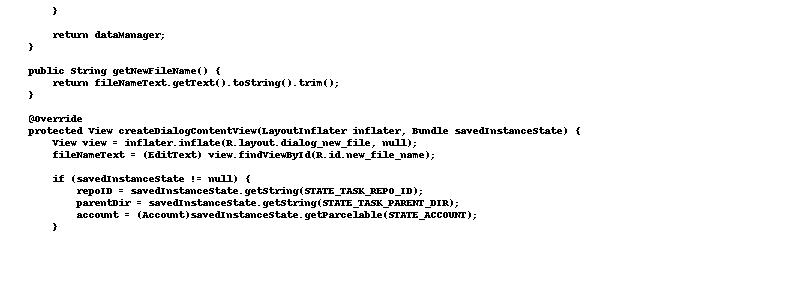 }
return dataManager;
}
public String getNewFileName() {
return fileNameText.getText().toString().trim();
}
@Override
protected View createDialogContentView(LayoutInflater inflater, Bundle savedInstanceState) {
View view = inflater.inflate(R.layout.dialog_new_file, null);
fileNameText = (EditText) view.findViewById(R.id.new_file_name);
if (savedInstanceState != null) {
repoID = savedInstanceState.getString(STATE_TASK_REPO_ID);
parentDir = savedInstanceState.getString(STATE_TASK_PARENT_DIR);
account = (Account)savedInstanceState.getParcelable(STATE_ACCOUNT);
}